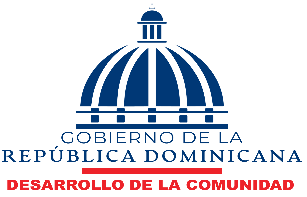 GOBIERNO DE LA
REPÚBLICA DOMINICANA
DESARROLLO DE LA COMUNIDAD